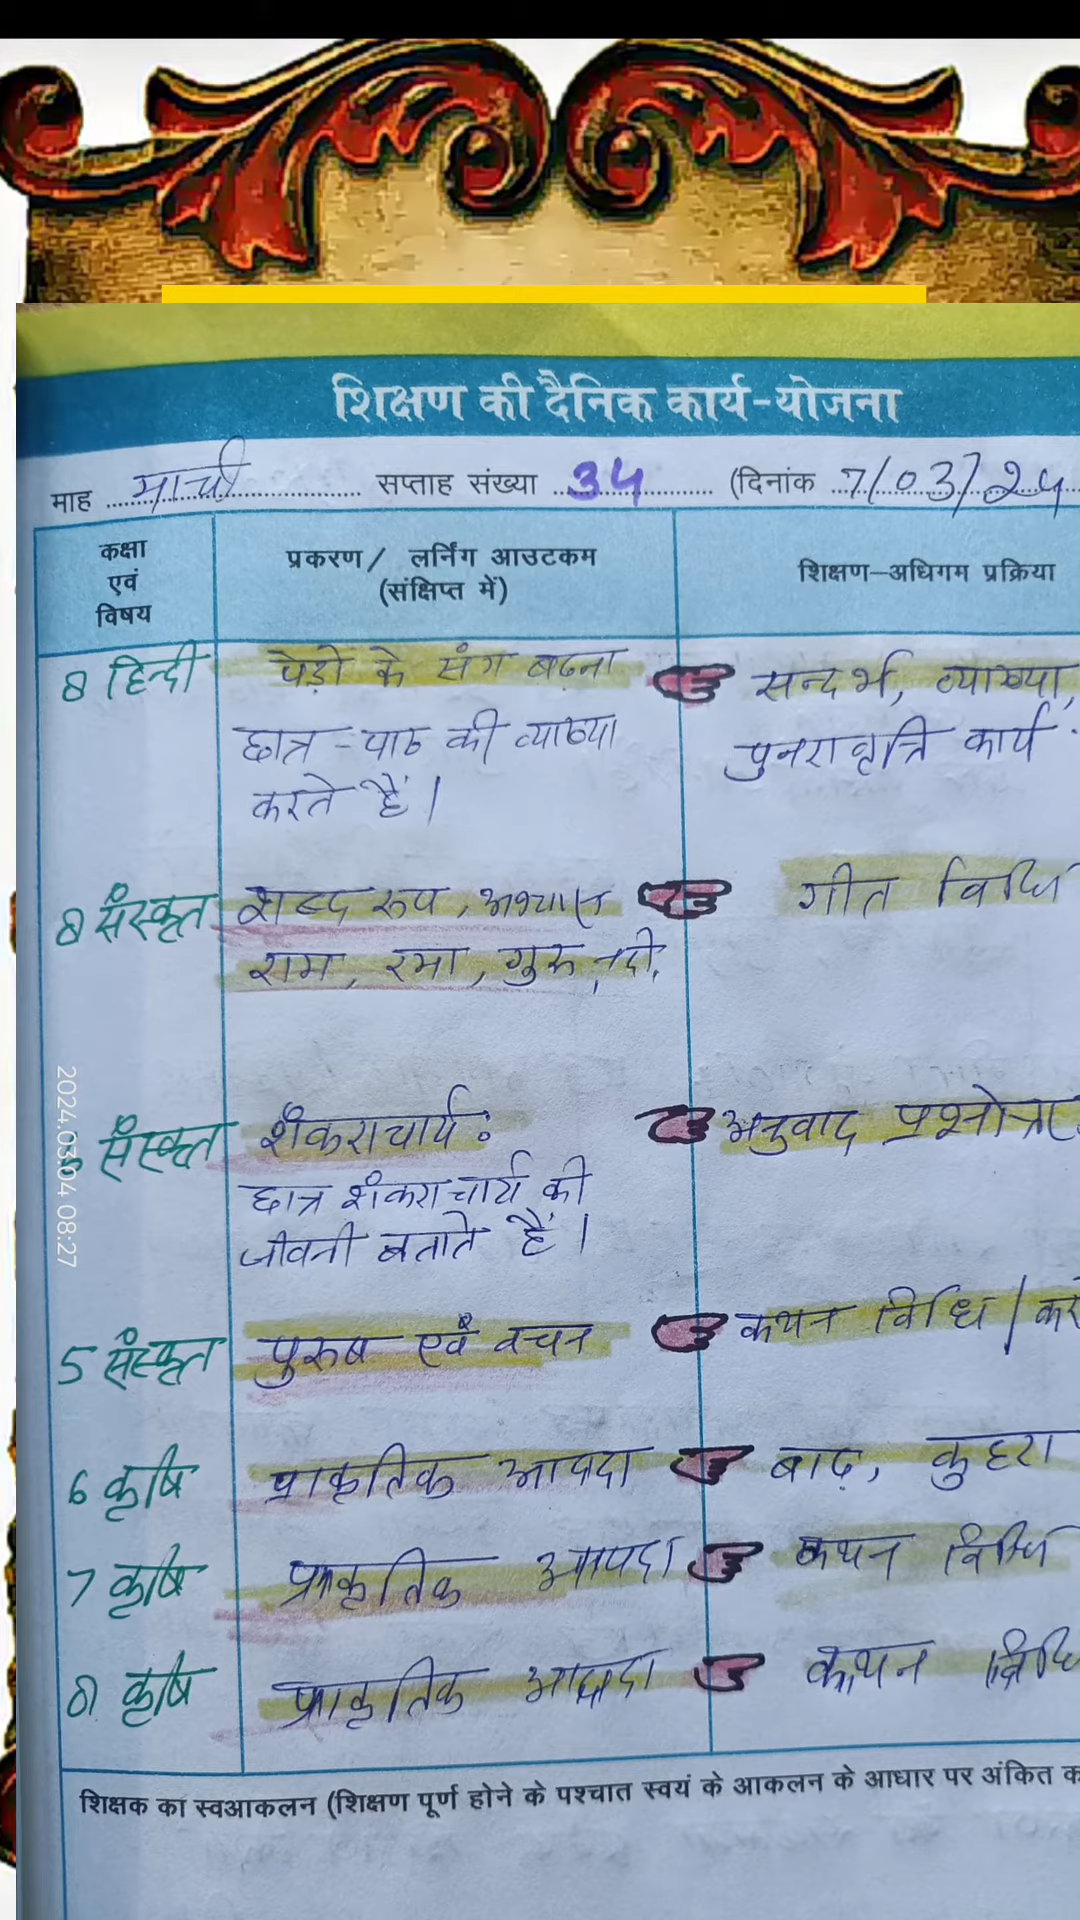 शिक्षण की दैनिक कार्य-योजना
माह मार्च सप्ताह संख्या 34 (दिनांक 7/03/24
कक्षा एवं विषय
प्रकरण / लर्निंग आउटकम (संक्षिप्त में)
शिक्षण-अधिगम प्रक्रिया
8 हिन्दी पेड़ो के संग बढ़ना सन्दर्भ, व्याख्या,
छात्र - पाठ की व्याख्या पुनरावृत्ति कार्य
करते हैं।
8 संस्कृत शब्द रूप, अभ्यास गीत विधि
राम, रमा, गुरु, नदी,
संस्कृत शंकराचार्य: अनुवाद
छात्र शंकराचार्य की
जीवनी बताते हैं।
5 संस्कृत पुरुष एवं वचन कथन विधि /
6 कृषि प्राकृतिक आपदा बाढ़, कुहरा
7 कृषि प्राकृतिक आपदा कथन विधि
8 कृषि प्राकृतिक आपदा कथन विधि
शिक्षक का स्वआकलन (शिक्षण पूर्ण होने के पश्चात स्वयं के आकलन के आधार पर अंकित
2024.03.04 08:27